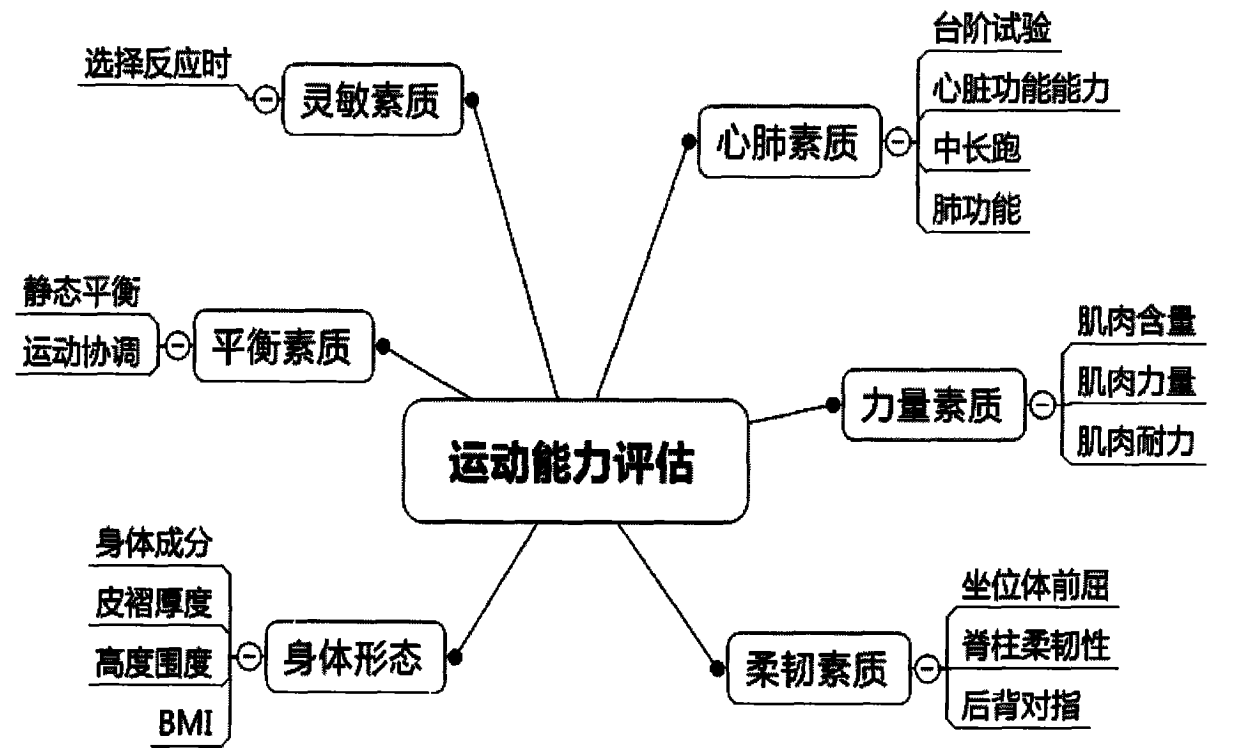 台阶试验
选择反应时
心脏功能能力
灵敏素质
心肺素质
中长跑
肺功能
静态平衡
运动协调
平衡素质
肌肉含量
肌肉力量
力量素质
肌肉耐力
运动能力评估
身体成分
皮褶厚度
高度围度
身体形态
BMI
坐位体前屈
脊柱柔韧性
柔韧素质
后背对指